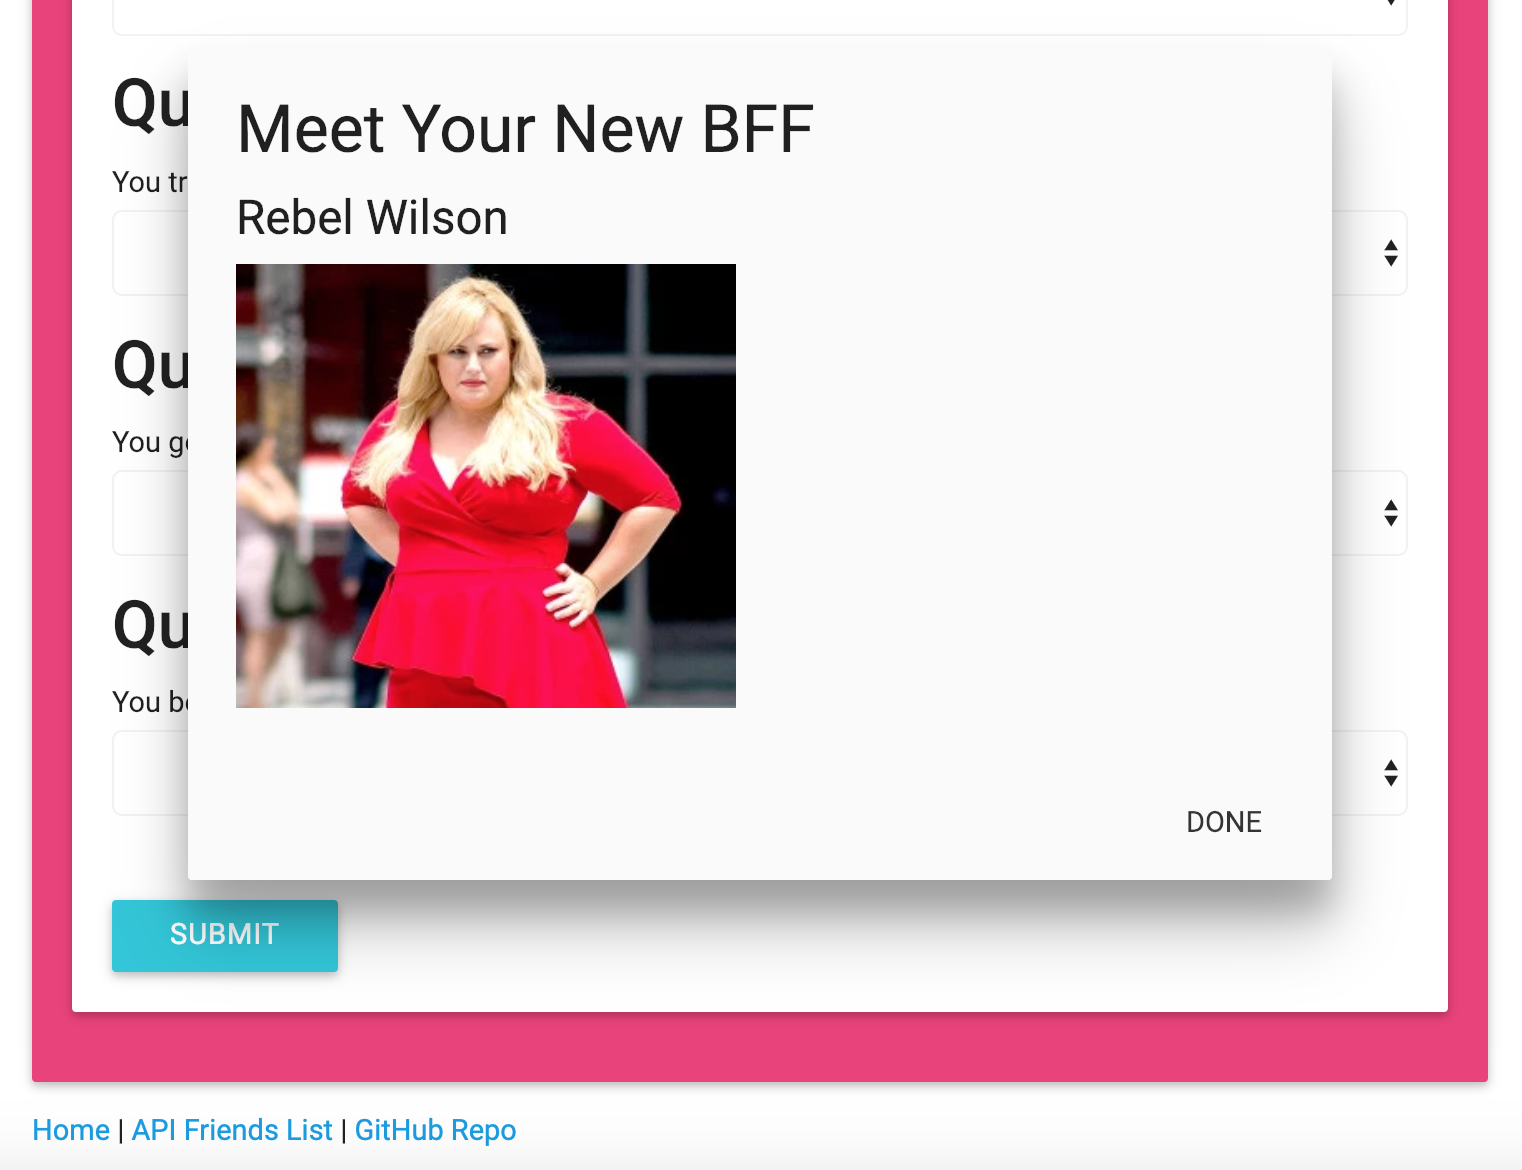 Qu
Meet Your New BFF
You tr
Rebel Wilson
Qu
You g
Qu
You b
DONE
SUBMIT
Home | API Friends List | GitHub Repo